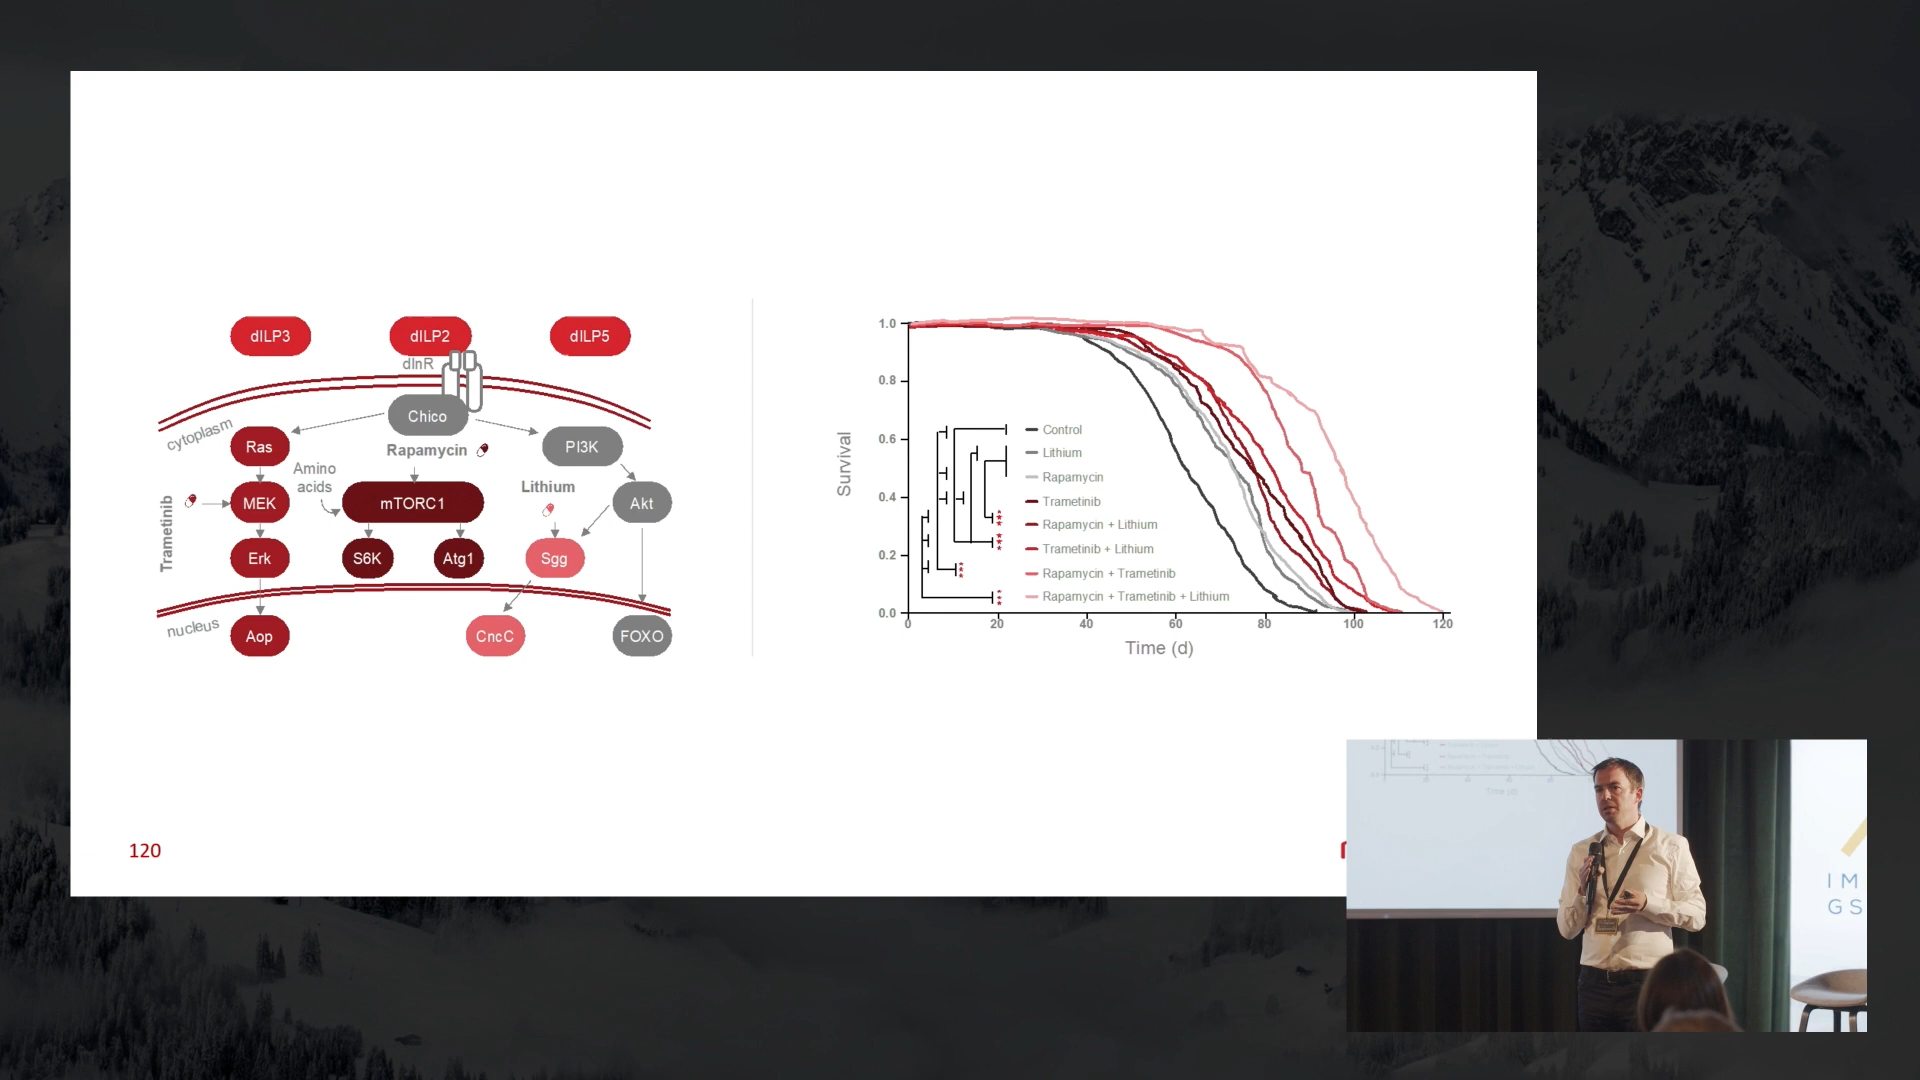 dILP3
dILP2
dILP5
dInR
Chico
cytoplasm
Ras
Rapamycin
PI3K
Amino
acids
Lithium
Trametinib
MEK
mTORC1
Akt
Erk
S6K
Atg1
Sgg
nucleus
Aop
CncC
FOXO
Survival
1.0
0.8
0.6
0.4
0.2
0.0
Control
Lithium
Rapamycin
Trametinib
Rapamycin + Lithium
Trametinib + Lithium
Rapamycin + Trametinib
Rapamycin + Trametinib + Lithium
***
***
***
***
0 20 40 60 80 100 120
Time (d)
120
IM
GS